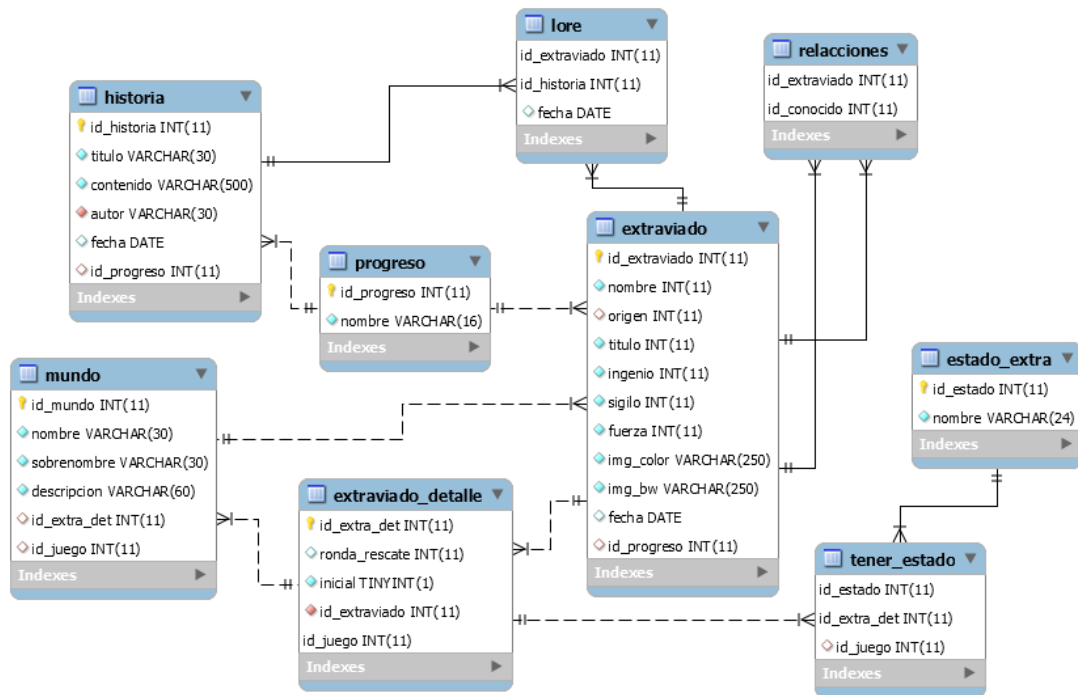 lore
id_extraviado INT(11)
id_historia INT(11)
fecha DATE
Indexes
relacciones
id_extraviado INT(11)
id_conocido INT(11)
Indexes
historia
id_historia INT(11)
titulo VARCHAR(30)
contenido VARCHAR(500)
autor VARCHAR(30)
fecha DATE
id_progreso INT(11)
Indexes
progreso
id_progreso INT(11)
nombre VARCHAR(16)
Indexes
extraviado
id_extraviado INT(11)
nombre INT(11)
origen INT(11)
titulo INT(11)
ingenio INT(11)
sigilo INT(11)
fuerza INT(11)
img_color VARCHAR(250)
img_bw VARCHAR(250)
fecha DATE
id_progreso INT(11)
Indexes
estado_extra
id_estado INT(11)
nombre VARCHAR(24)
Indexes
mundo
id_mundo INT(11)
nombre VARCHAR(30)
sobrenombre VARCHAR(30)
descripcion VARCHAR(60)
id_extra_det INT(11)
id_juego INT(11)
Indexes
extraviado_detalle
id_extra_det INT(11)
ronda_rescate INT(11)
inicial TINYINT(1)
id_extraviado INT(11)
id_juego INT(11)
Indexes
tener_estado
id_estado INT(11)
id_extra_det INT(11)
id_juego INT(11)
Indexes